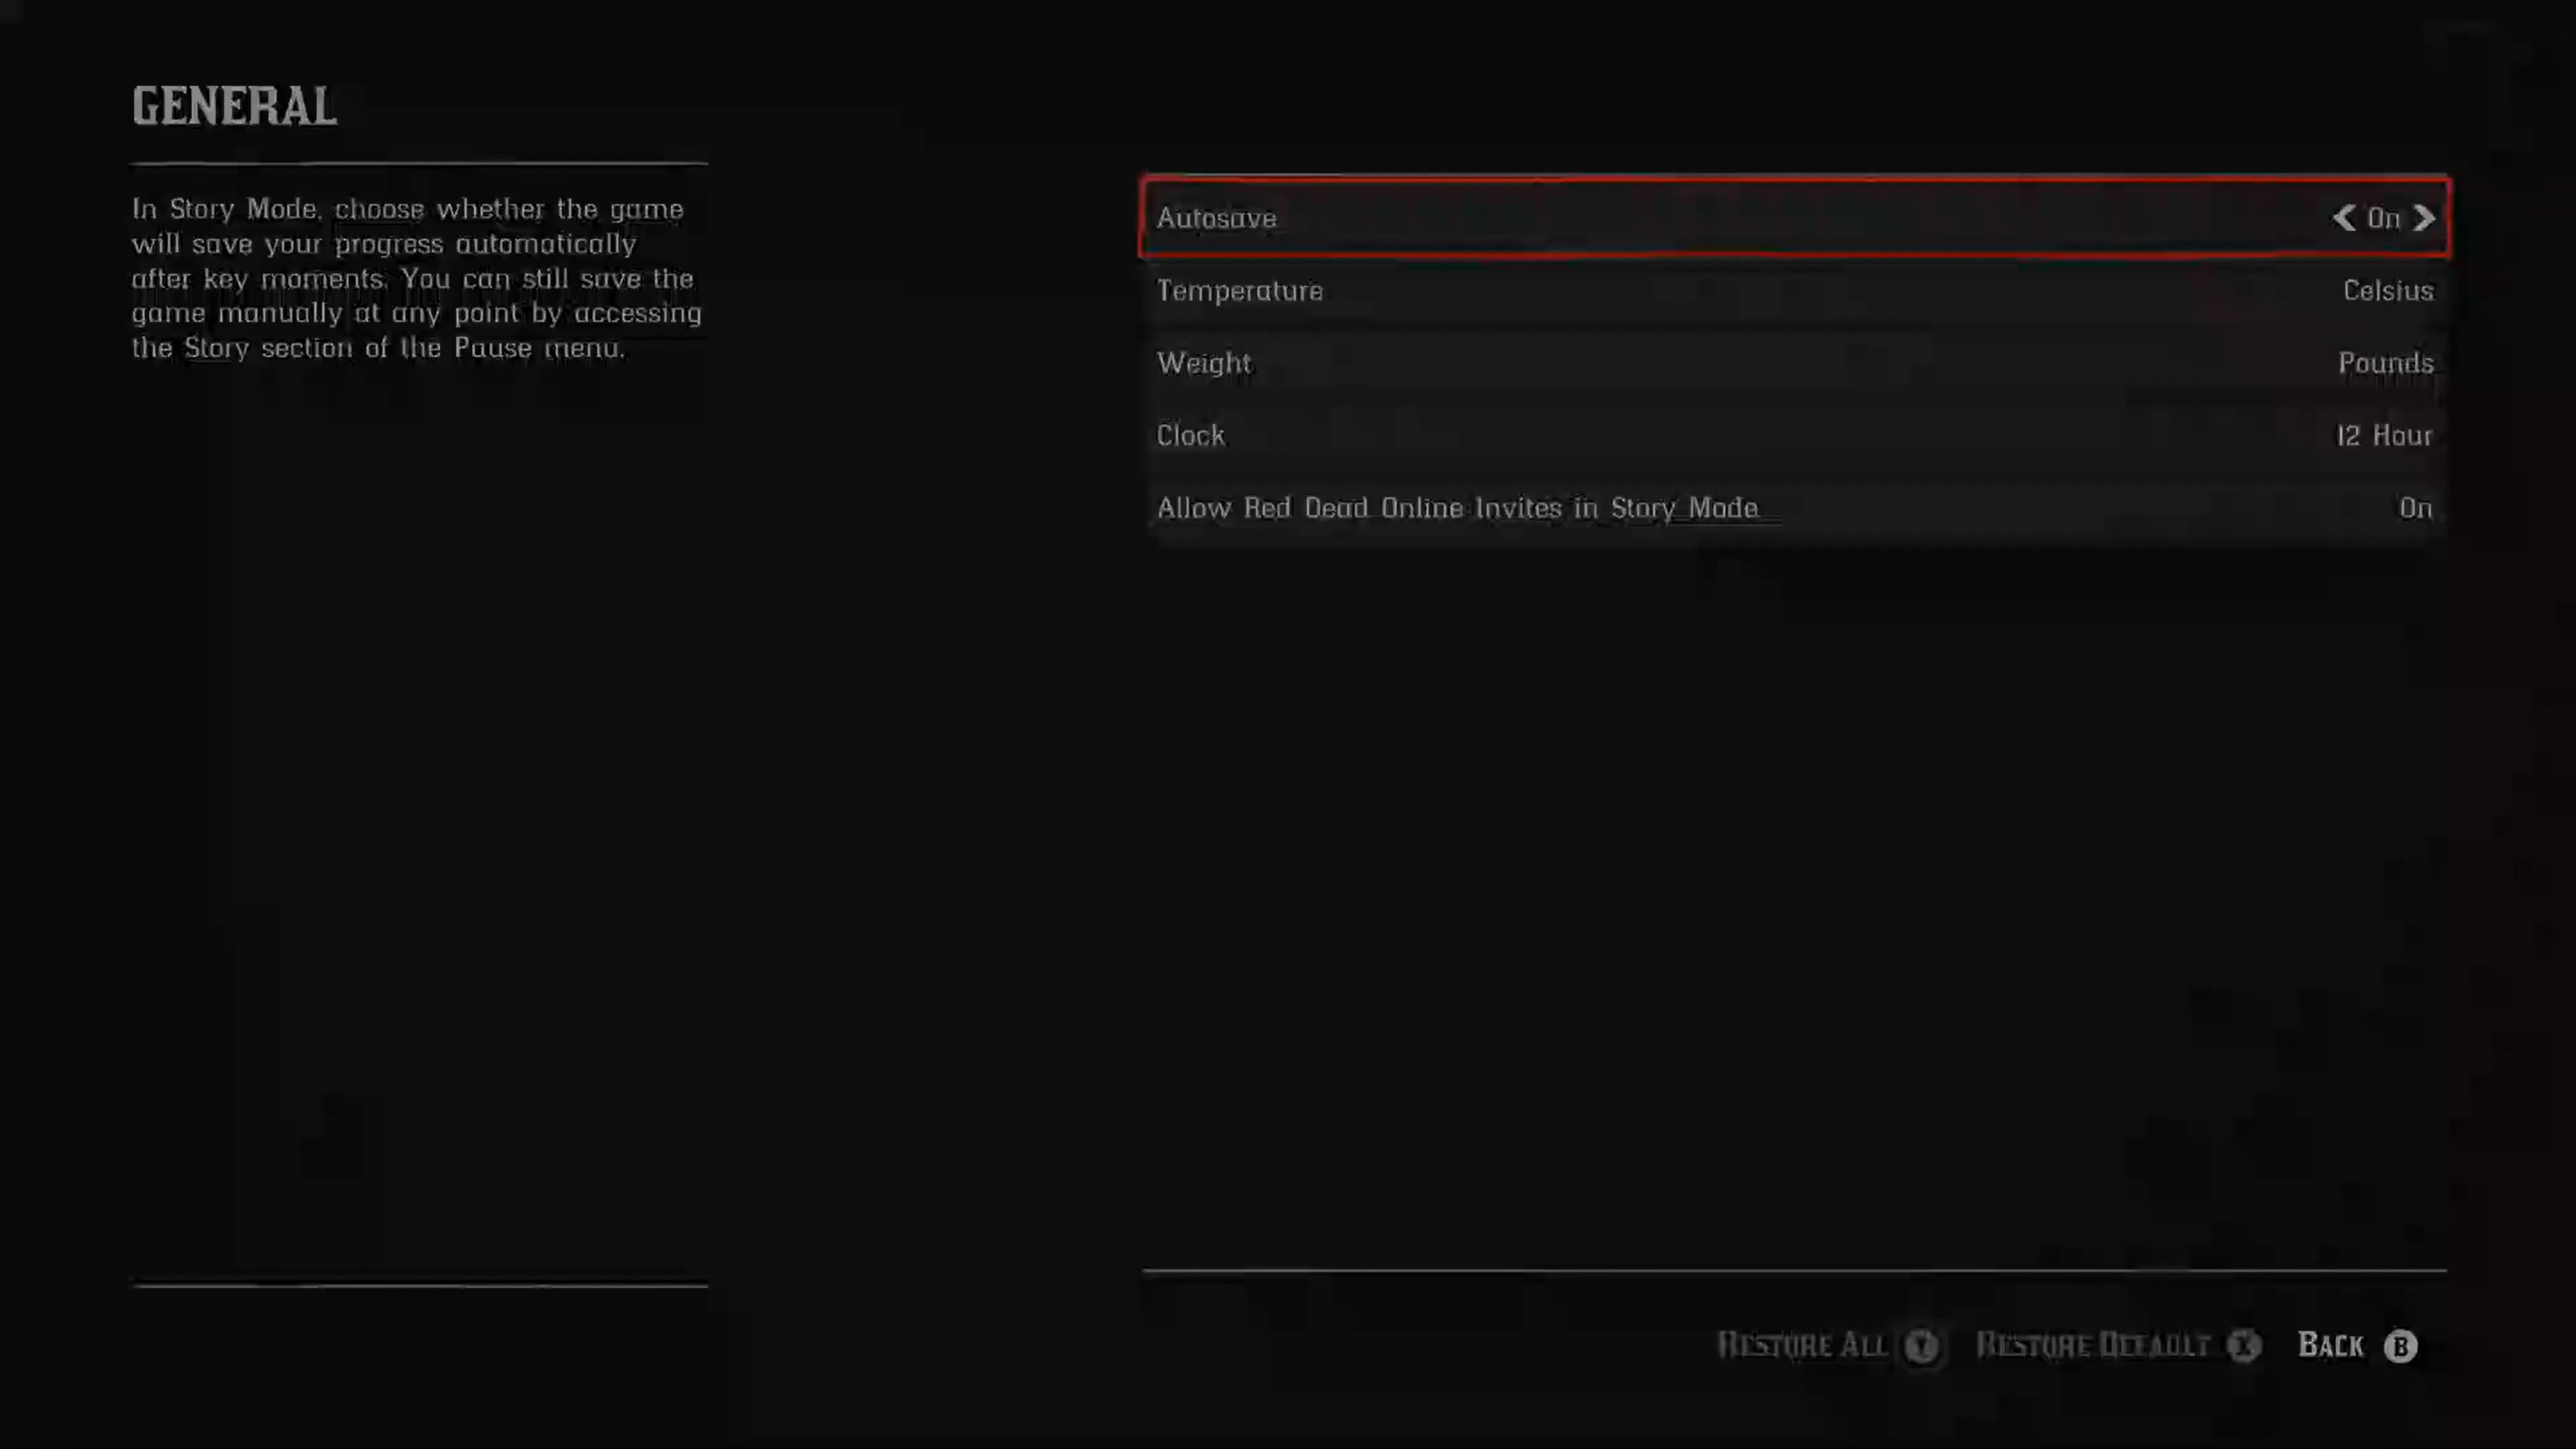 GENERAL
In Story Mode, choose whether the game
will save your progress automatically
after key moments. You can still save the
game manually at any point by accessing
the Story section of the Pause menu.
Autosave On
Temperature Celsius
Weight Pounds
Clock 12 Hour
Allow Red Dead Online Invites in Story Mode On
RESTORE ALL Y RESTORE DEFAULT X BACK B